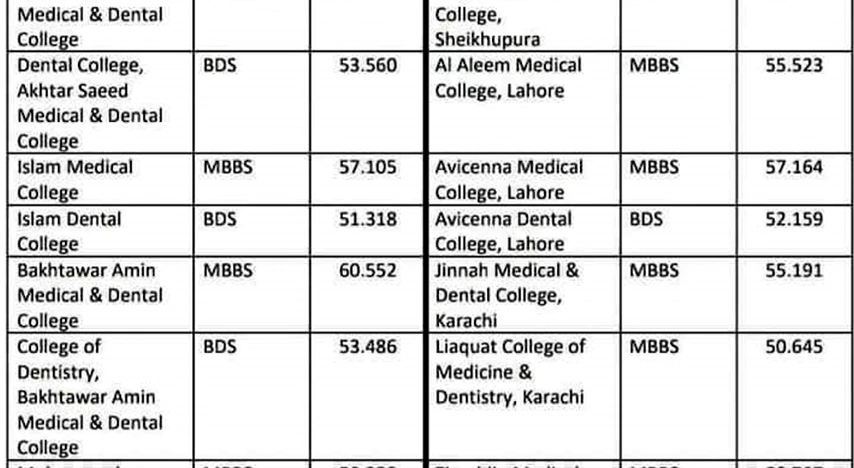 Medical & Dental
College
College,
Sheikhupura
Dental College,
Akhtar Saeed
Medical & Dental
College
BDS
53.560
Al Aleem Medical
College, Lahore
MBBS
55.523
Islam Medical
College
MBBS
57.105
Avicenna Medical
College, Lahore
MBBS
57.164
Islam Dental
College
BDS
51.318
Avicenna Dental
College, Lahore
BDS
52.159
Bakhtawar Amin
Medical & Dental
College
MBBS
60.552
Jinnah Medical &
Dental College,
Karachi
MBBS
55.191
College of
Dentistry,
Bakhtawar Amin
Medical & Dental
College
BDS
53.486
Liaquat College of
Medicine &
Dentistry, Karachi
MBBS
50.645